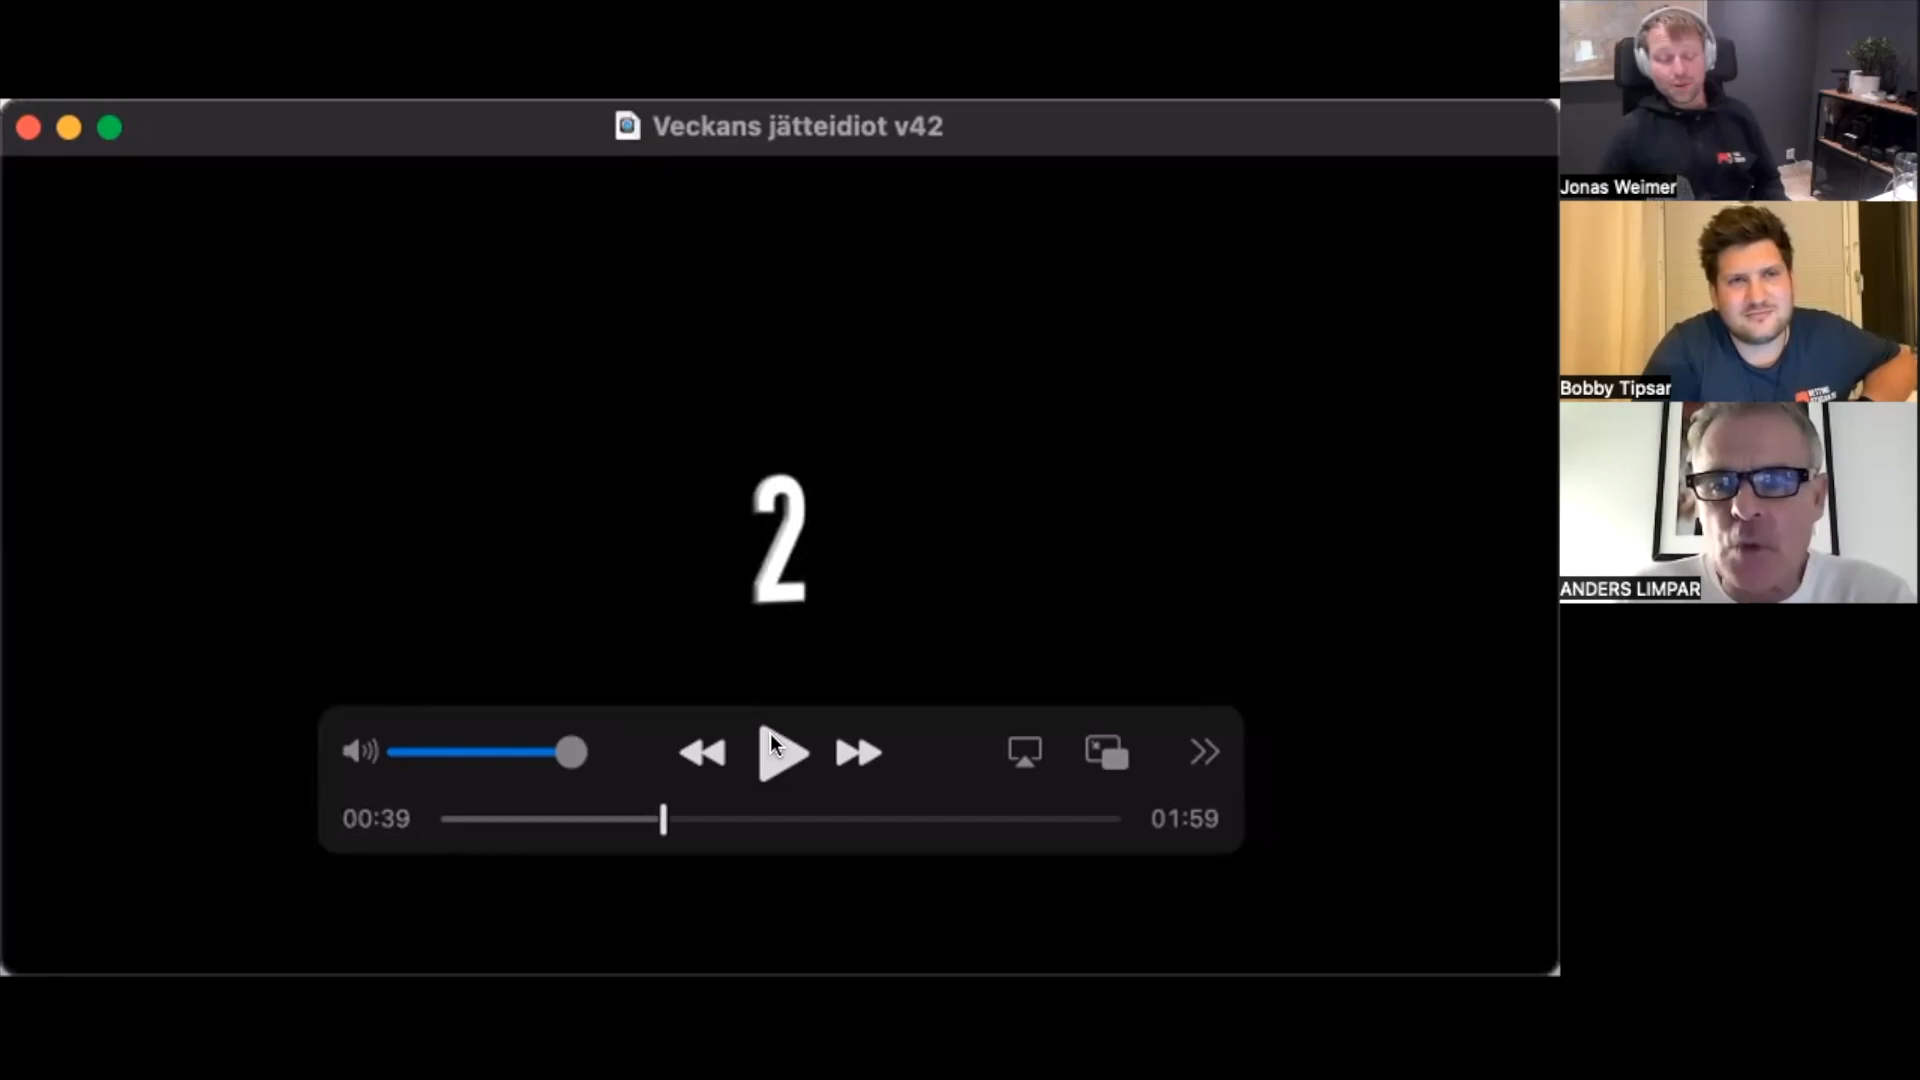 Veckans jätteidiot v42
2
00:39
01:59
Jonas Weimer
Bobby Tipsar
ANDERS LIMPAR